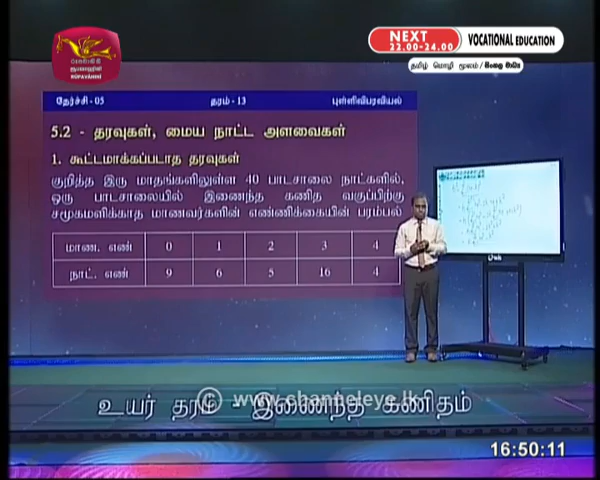 NEXT
22.00-24.00
VOCATIONAL EDUCATION
தமிழ் மொழி மூலம் / සිංහල මාධ්‍ය
தேர்ச்சி - 05 தரம் - 13 புள்ளிவிபரவியல்
5.2 - தரவுகள், மைய நாட்ட அளவைகள்
1. கூட்டமாக்கப்படாத தரவுகள்
குறித்த இரு மாதங்களிலுள்ள 40 பாடசாலை நாட்களில்,
ஒரு பாடசாலையில் இணைந்த கணித வகுப்பிற்கு
சமூகமளிக்காத மாணவர்களின் எண்ணிக்கையின் பரம்பல்
மாண. எண் 0 1 2 3 4
நாட். எண் 9 6 5 16 4
© www.channeleye.lk
உயர் தரம் - இணைந்த கணிதம்
16:50:11